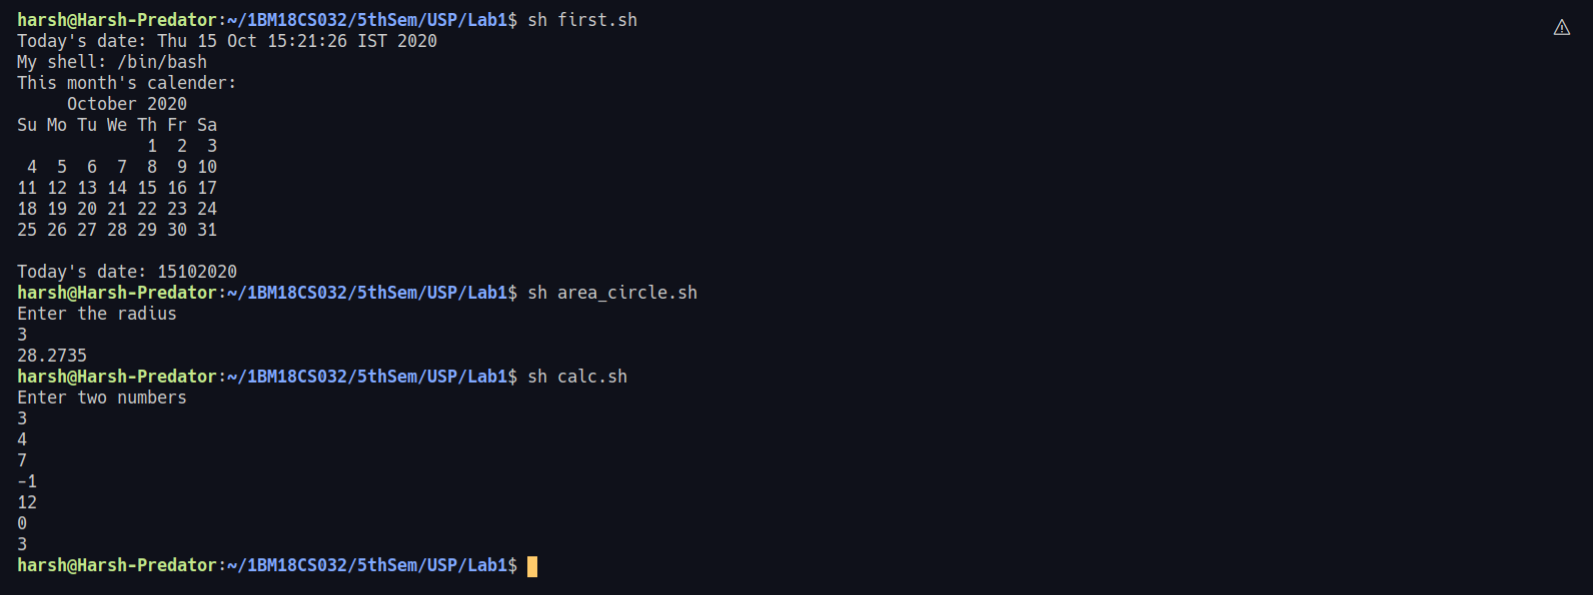 harsh@Harsh-Predator:~/1BM18CS032/5thSem/USP/Lab1$ sh first.sh
Today's date: Thu 15 Oct 15:21:26 IST 2020
My shell: /bin/bash
This month's calender:
     October 2020
Su Mo Tu We Th Fr Sa
             1  2  3
 4  5  6  7  8  9 10
11 12 13 14 15 16 17
18 19 20 21 22 23 24
25 26 27 28 29 30 31

Today's date: 15102020
harsh@Harsh-Predator:~/1BM18CS032/5thSem/USP/Lab1$ sh area_circle.sh
Enter the radius
3
28.2735
harsh@Harsh-Predator:~/1BM18CS032/5thSem/USP/Lab1$ sh calc.sh
Enter two numbers
3
4
7
-1
12
0
3
harsh@Harsh-Predator:~/1BM18CS032/5thSem/USP/Lab1$